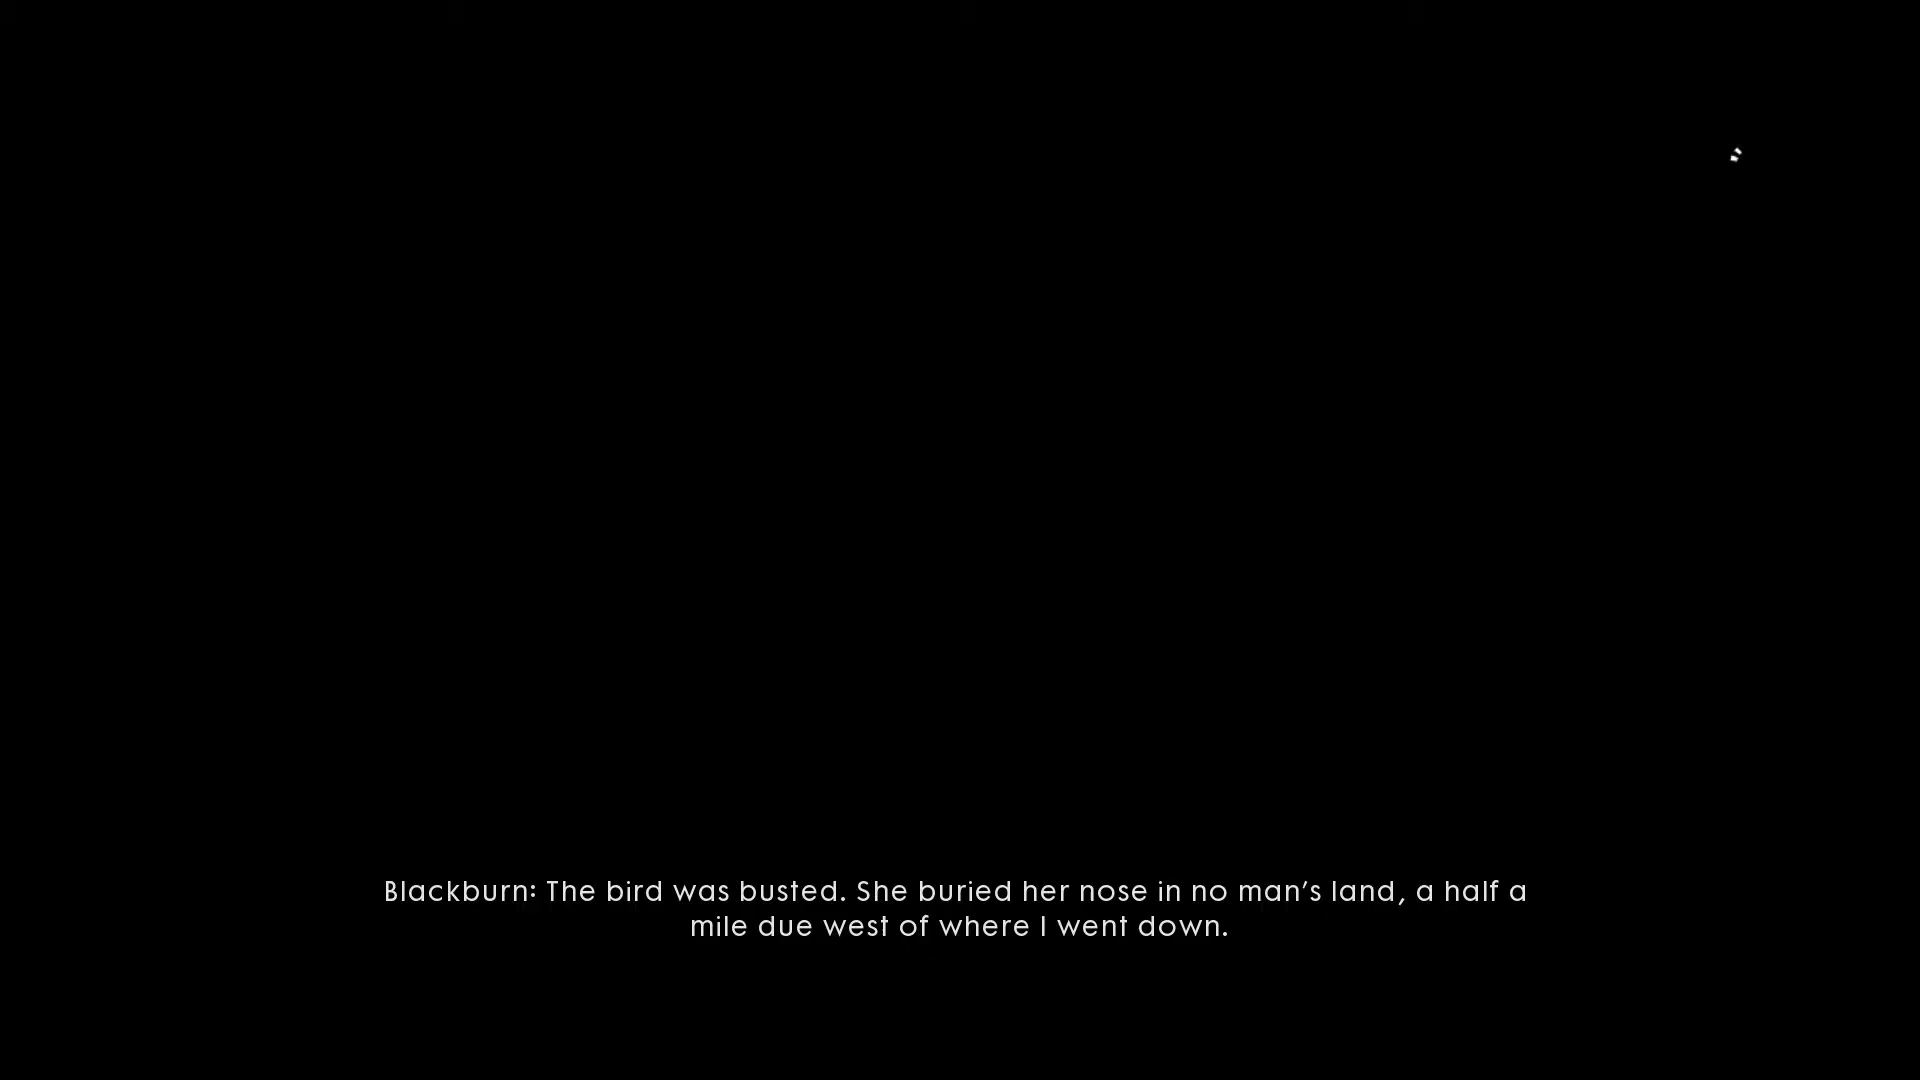 Blackburn: The bird was busted. She buried her nose in no man’s land, a half a
mile due west of where I went down.